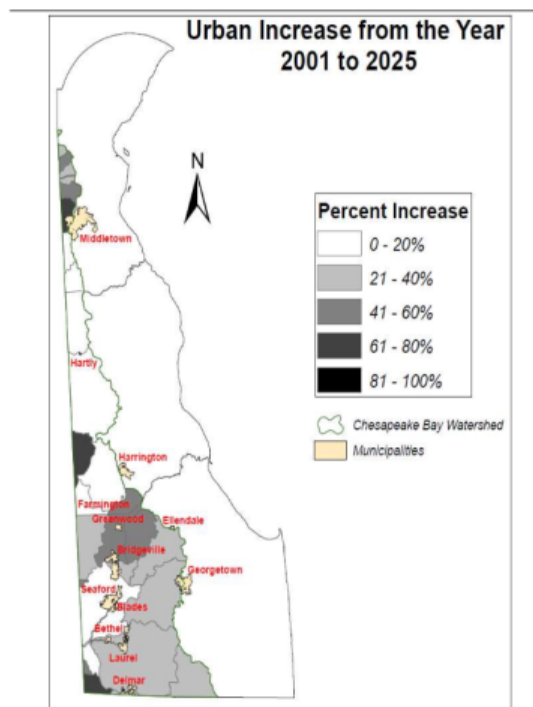 Urban Increase from the Year
2001 to 2025
N
Percent Increase
0 - 20%
21 - 40%
41 - 60%
61 - 80%
81 - 100%
Chesapeake Bay Watershed
Municipalities
Middletown
Hartly
Harrington
Farmington
Greenwood
Ellendale
Bridgeville
Georgetown
Seaford
Blades
Bethel
Laurel
Delmar